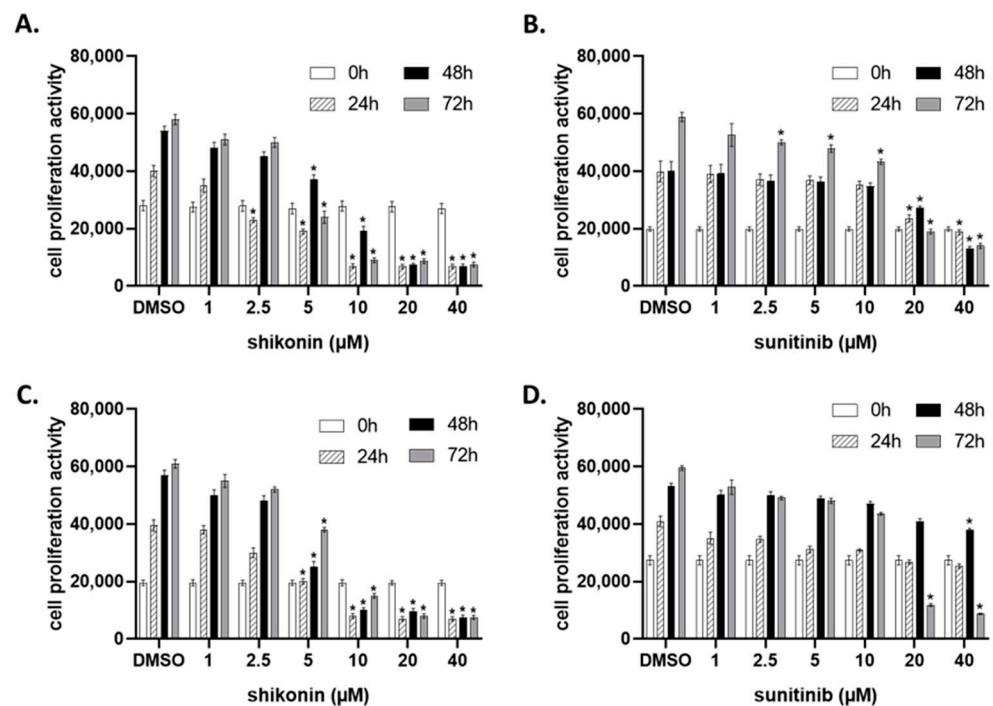 A.
80,000
60,000
40,000
20,000
0
cell proliferation activity
0h
48h
24h
72h
* * * * * * * * * * * * *
DMSO 1 2.5 5 10 20 40
shikonin (µM)
B.
80,000
60,000
40,000
20,000
0
cell proliferation activity
0h
48h
24h
72h
* * * * * * * * *
DMSO 1 2.5 5 10 20 40
sunitinib (µM)
C.
80,000
60,000
40,000
20,000
0
cell proliferation activity
0h
48h
24h
72h
* * * * * * * * * * * *
DMSO 1 2.5 5 10 20 40
shikonin (µM)
D.
80,000
60,000
40,000
20,000
0
cell proliferation activity
0h
48h
24h
72h
* * *
DMSO 1 2.5 5 10 20 40
sunitinib (µM)